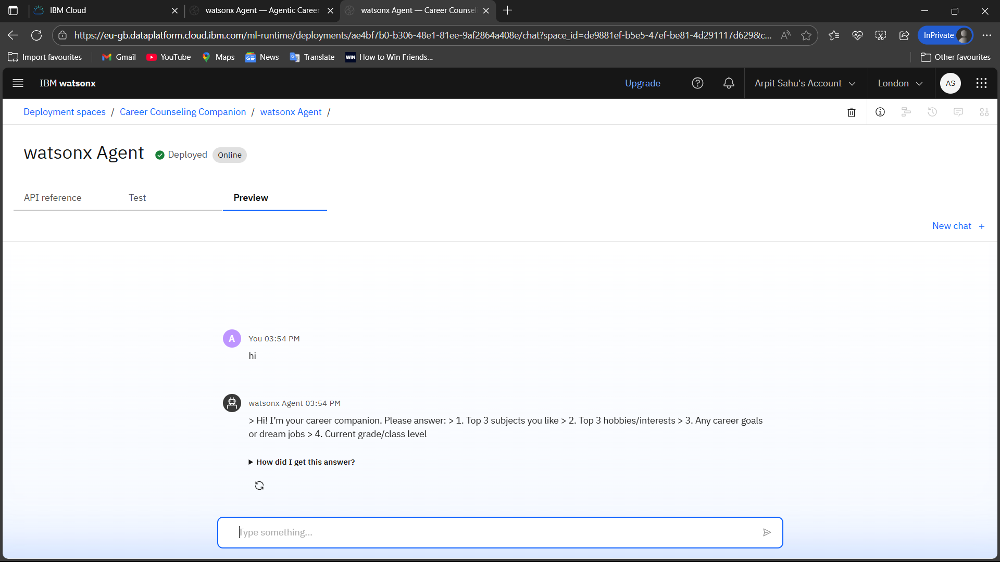 IBM Cloud
watsonx Agent — Agentic Career
watsonx Agent — Career Counsel
https://eu-gb.dataplatform.cloud.ibm.com/ml-runtime/deployments/ae4bf7b0-b306-48e1-81ee-9af2864a408e/chat?space_id=de9881ef-b5e5-47ef-be81-4d291117d629&c...
InPrivate
Import favourites
Gmail
YouTube
Maps
News
Translate
WIN
How to Win Friends...
Other favourites
IBM watsonx
Upgrade
Arpit Sahu's Account
London
AS
Deployment spaces / Career Counseling Companion / watsonx Agent /
watsonx Agent
Deployed
Online
API reference
Test
Preview
New chat +
A
You 03:54 PM
hi
watsonx Agent 03:54 PM
> Hi! I’m your career companion. Please answer: > 1. Top 3 subjects you like > 2. Top 3 hobbies/interests > 3. Any career goals
or dream jobs > 4. Current grade/class level
How did I get this answer?
Type something...